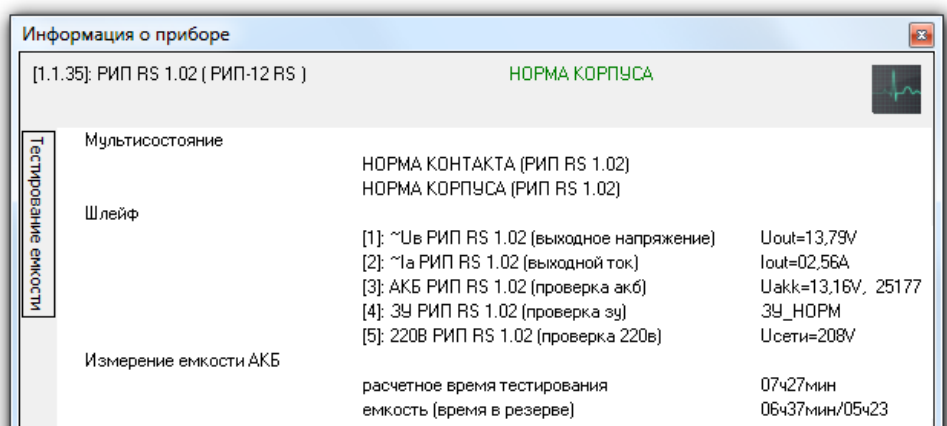 Информация о приборе
[1.1.35]: РИП RS 1.02 ( РИП-12 RS ) НОРМА КОРПУСА
Тестирование емкости
Мультисостояние
НОРМА КОНТАКТА (РИП RS 1.02)
НОРМА КОРПУСА (РИП RS 1.02)
Шлейф
[1]: ~Uв РИП RS 1.02 (выходное напряжение) Uout=13,79V
[2]: ~Ia РИП RS 1.02 (выходной ток) Iout=02,56A
[3]: АКБ РИП RS 1.02 (проверка акб) Uakk=13,16V, 25177
[4]: ЗУ РИП RS 1.02 (проверка зу) ЗУ_НОРМ
[5]: 220В РИП RS 1.02 (проверка 220в) Uсети=208V
Измерение емкости АКБ
расчетное время тестирования 07ч27мин
емкость (время в резерве) 06ч37мин/05ч23